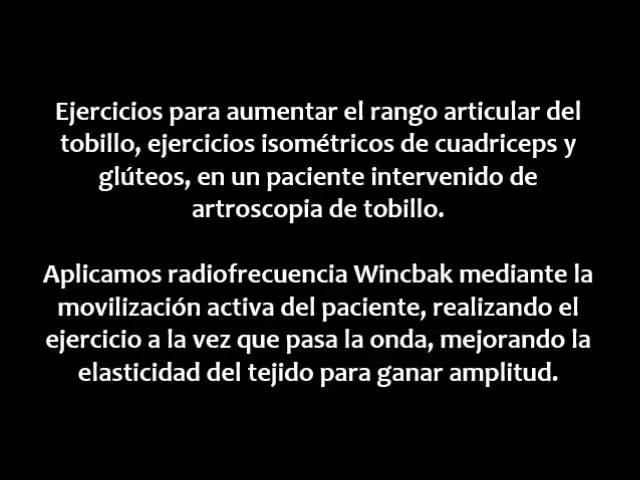 Ejercicios para aumentar el rango articular del
tobillo, ejercicios isométricos de cuadriceps y
glúteos, en un paciente intervenido de
artroscopia de tobillo.
Aplicamos radiofrecuencia Wincbak mediante la
movilización activa del paciente, realizando el
ejercicio a la vez que pasa la onda, mejorando la
elasticidad del tejido para ganar amplitud.